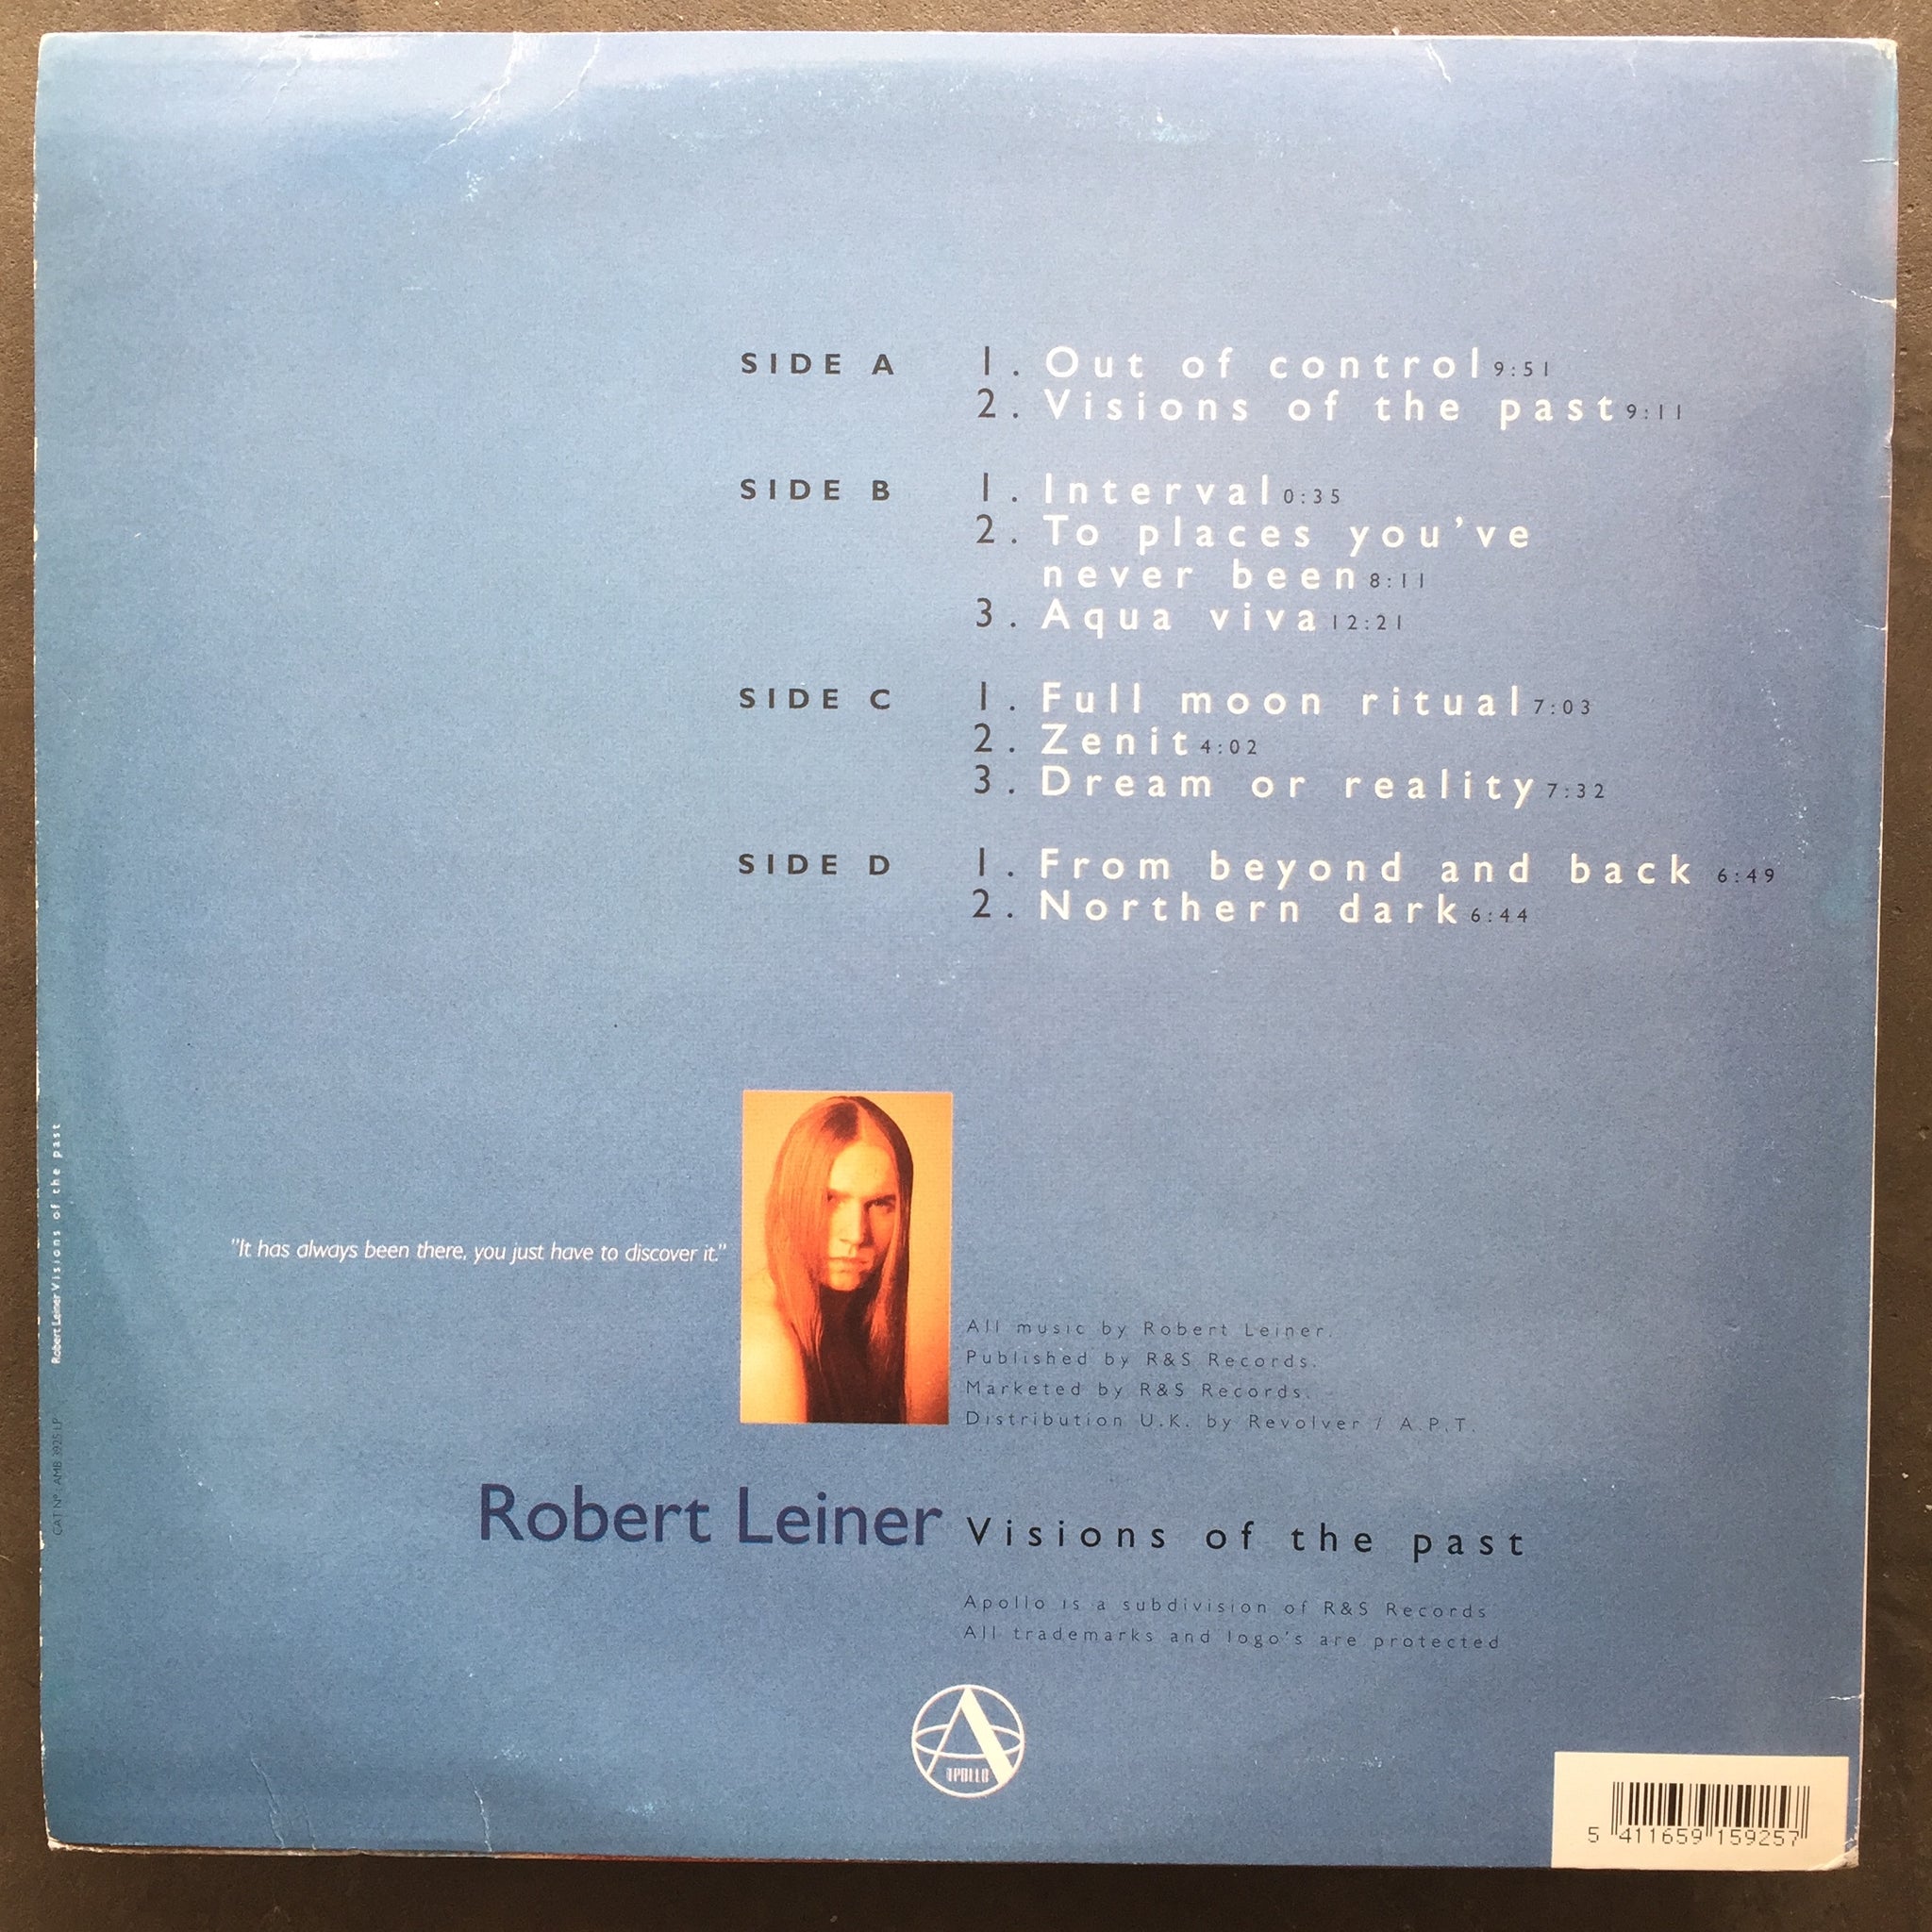 SIDE A 1. Out of control 9:51
2. Visions of the past 9:11
SIDE B 1. Interval 0:35
2. To places you've
never been 8:11
3. Aqua viva 12:21
SIDE C 1. Full moon ritual 7:03
2. Zenit 4:02
3. Dream or reality 7:32
SIDE D 1. From beyond and back 6:49
2. Northern dark 6:44
"It has always been there, you just have to discover it."
All music by Robert Leiner.
Published by R&S Records.
Marketed by R&S Records.
Distribution U.K. by Revolver / A.P.T.
Robert Leiner Visions of the past
Apollo is a subdivision of R&S Records
All trademarks and logo's are protected
APOLLO
5 411659 159257
Robert Leiner Visions of the past
CAT Nº. AMB 3925 LP